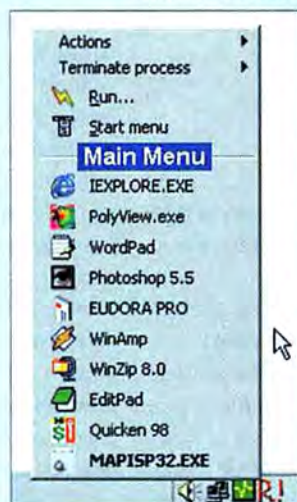 Actions
Terminate process
Run...
Start menu
Main Menu
IEXPLORE.EXE
PolyView.exe
WordPad
Photoshop 5.5
EUDORA PRO
WinAmp
WinZip 8.0
EditPad
Quicken 98
MAPISP32.EXE
R!